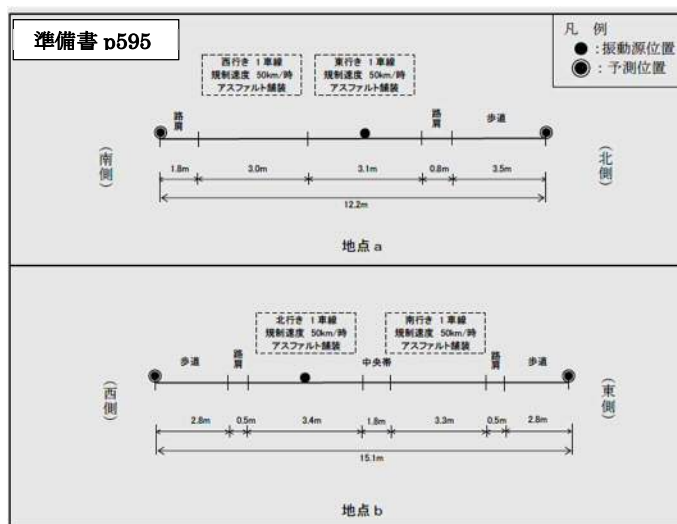 準備書 p595
凡 例
● : 振動源位置
◉ : 予測位置
西行き 1車線
規制速度 50km/時
アスファルト舗装
東行き 1車線
規制速度 50km/時
アスファルト舗装
路肩
路肩
歩道
(南側)
(北側)
1.8m 3.0m 3.1m 0.8m 3.5m
12.2m
地点a
北行き 1車線
規制速度 50km/時
アスファルト舗装
南行き 1車線
規制速度 50km/時
アスファルト舗装
歩道
路肩
中央帯
路肩
歩道
(西側)
(東側)
2.8m 0.5m 3.4m 1.8m 3.3m 0.5m 2.8m
15.1m
地点b